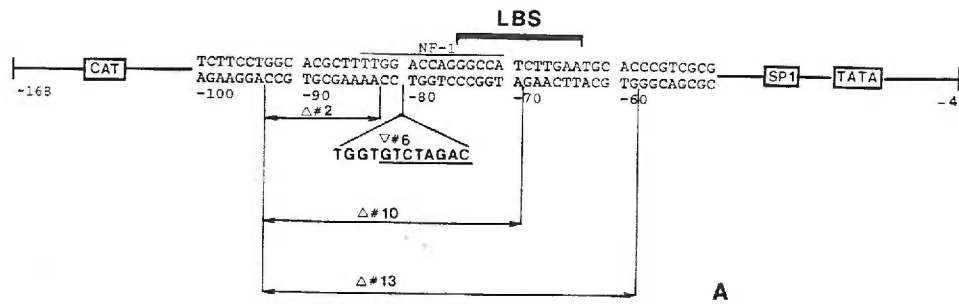 LBS
NF-1
CAT TCTTCCTGGC ACGCTTTTGG ACCAGGGCCA TCTTGAATGC ACCCGTCGCG SP1 TATA
AGAAGGACCG TGCGAAAACC TGGTCCCGGT AGAACTTACG TGGGCAGCGC
-168 -100 -90 -80 -70 -60 -4
△#2
▽#6
TGGTGTCTAGAC
△#10
△#13
A